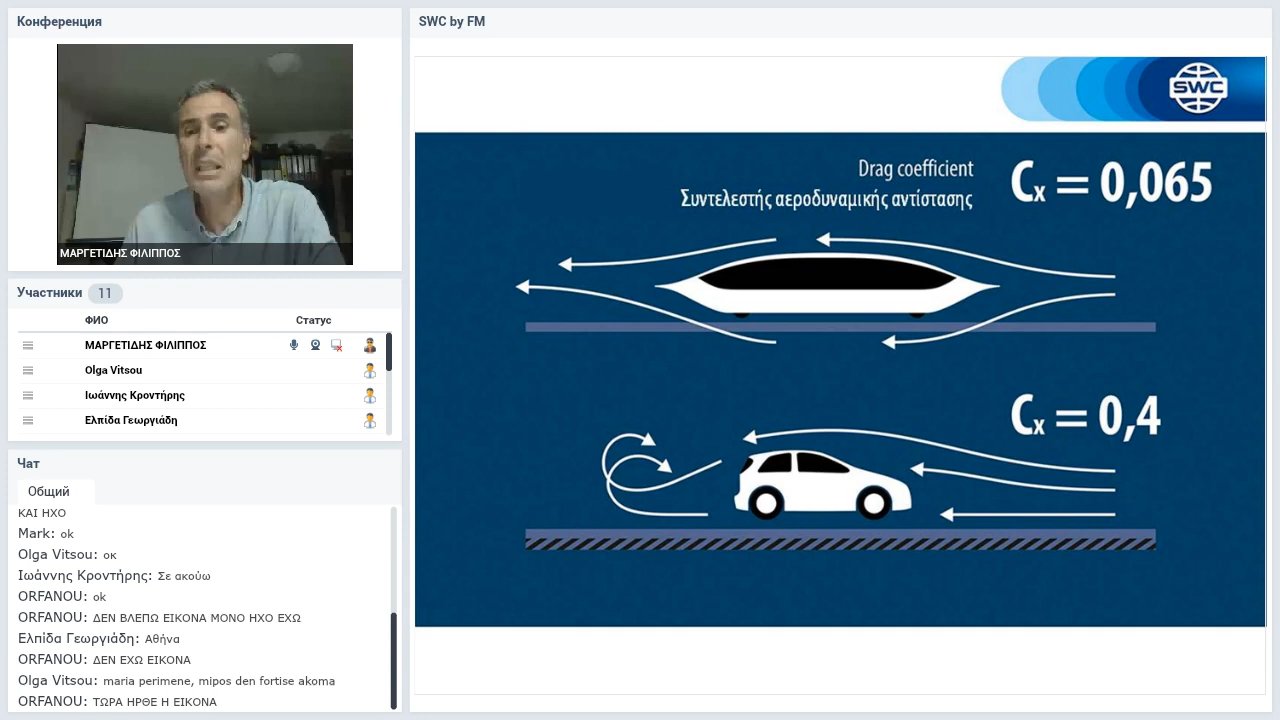 Конференция
ΜΑΡΓΕΤΙΔΗΣ ΦΙΛΙΠΠΟΣ
Участники 11
ФИО Статус
ΜΑΡΓΕΤΙΔΗΣ ΦΙΛΙΠΠΟΣ
Olga Vitsou
Ιωάννης Κροντήρης
Ελπίδα Γεωργιάδη
Чат
Общий
ΚΑΙ ΗΧΟ
Mark: ok
Olga Vitsou: οκ
Ιωάννης Κροντήρης: Σε ακούω
ORFANOU: ok
ORFANOU: ΔΕΝ ΒΛΕΠΩ ΕΙΚΟΝΑ ΜΟΝΟ ΗΧΟ ΕΧΩ
Ελπίδα Γεωργιάδη: Αθήνα
ORFANOU: ΔΕΝ ΕΧΩ ΕΙΚΟΝΑ
Olga Vitsou: maria perimene, mipos den fortise akoma
ORFANOU: ΤΩΡΑ ΗΡΘΕ Η ΕΙΚΟΝΑ
SWC by FM
SWC
Drag coefficient
Συντελεστής αεροδυναμικής αντίστασης
Cx = 0,065
Cx = 0,4